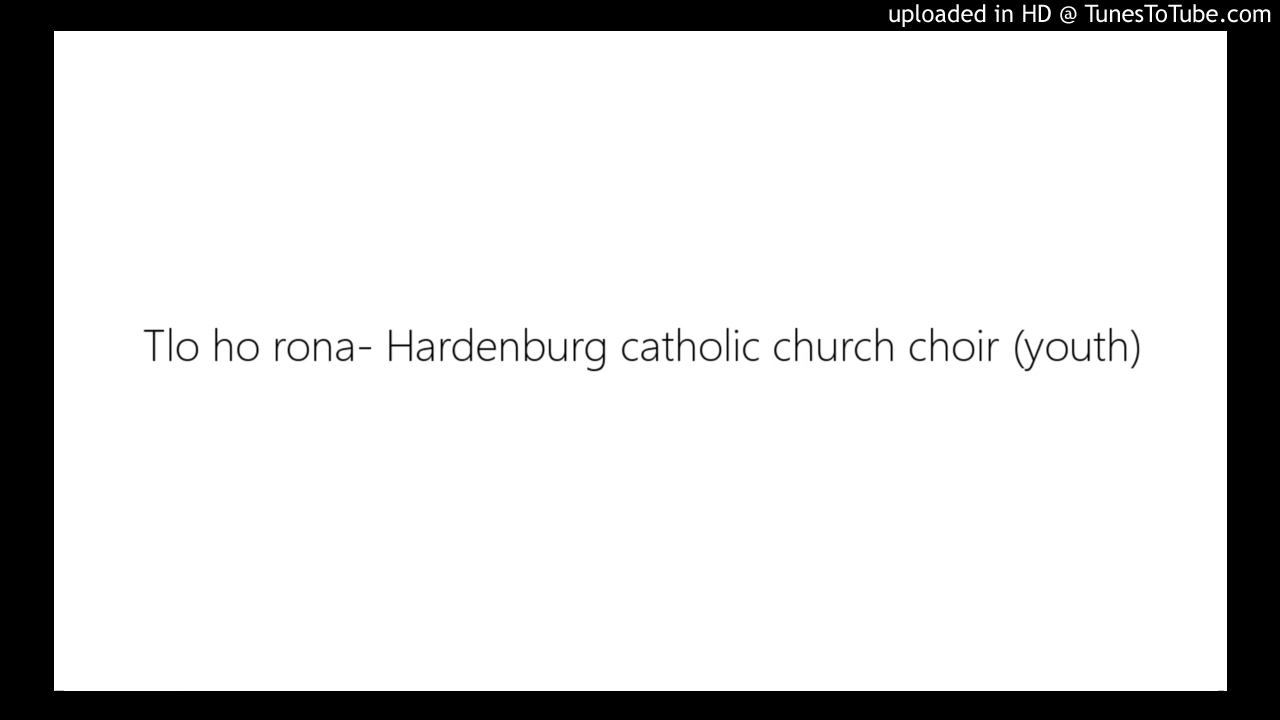 uploaded in HD @ TunesToTube.com
Tlo ho rona- Hardenburg catholic church choir (youth)